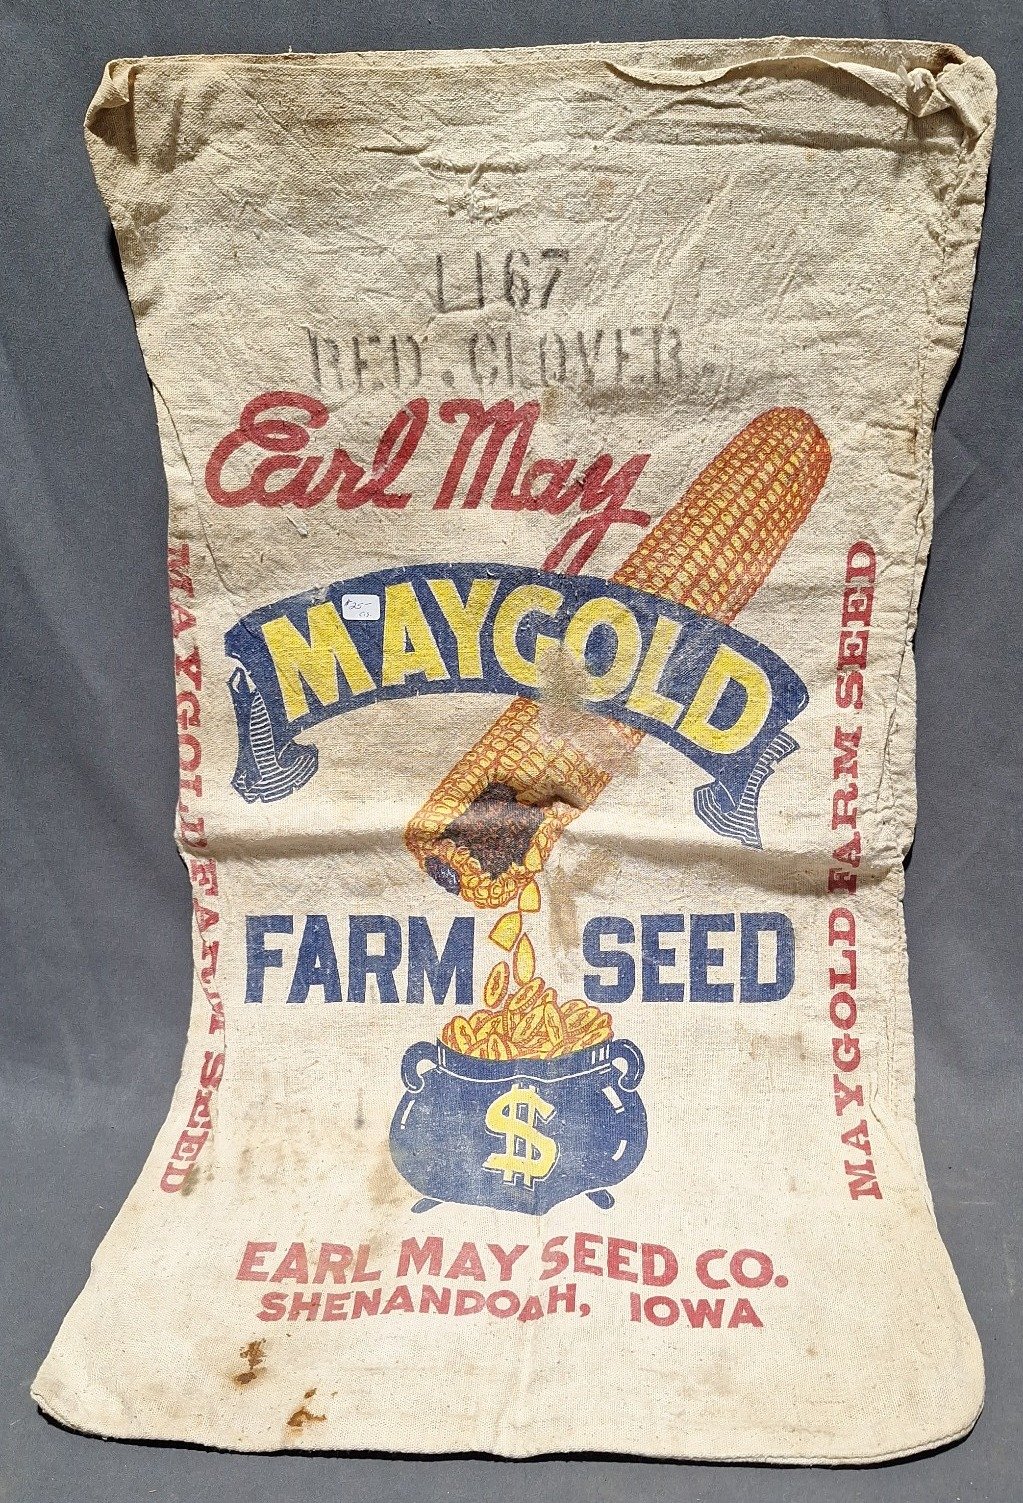 L167
RED. CLOVER.
Earl May
$25-
MAYGOLD
FARM SEED
$
EARL MAY SEED CO.
SHENANDOAH, IOWA
MAYGOLD FARM SEED
MAYGOLD FARM SEED